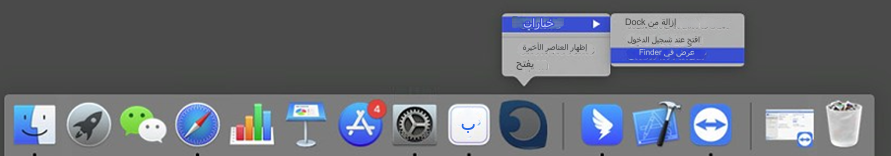 خيارات
إظهار العناصر الأخيرة
يفتح
إزالة من Dock
افتح عند تسجيل الدخول
عرض في Finder
4
ب